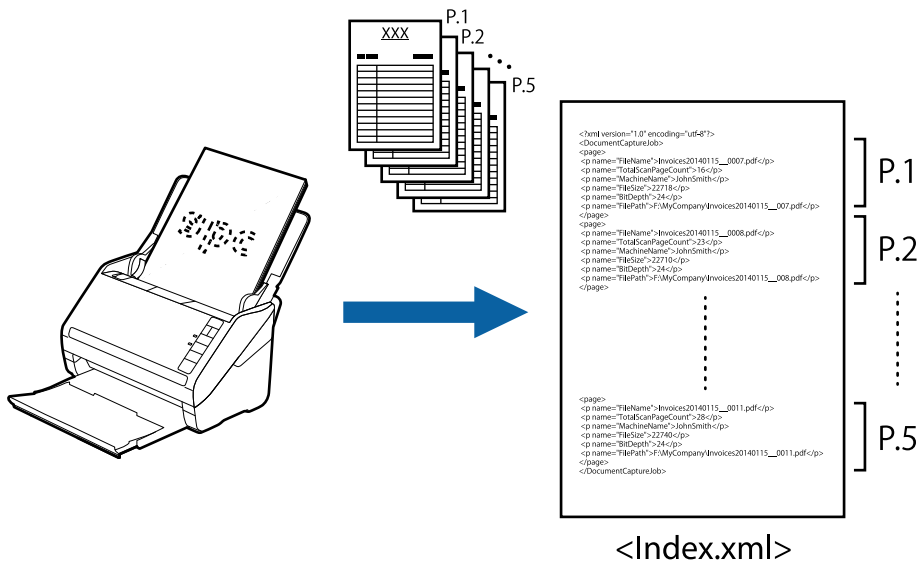 XXX
P.1
P.2
P.5
<?xml version="1.0" encoding="utf-8"?>
<DocumentCaptureJob>
<page>
<p name="FileName">Invoices20140115__0007.pdf</p>
<p name="TotalScanPageCount">16</p>
<p name="MachineName">JohnSmith</p>
<p name="FileSize">22718</p>
<p name="BitDepth">24</p>
<p name="FilePath">F:\MyCompany\Invoices20140115__007.pdf</p>
</page>
<page>
<p name="FileName">Invoices20140115__0008.pdf</p>
<p name="TotalScanPageCount">23</p>
<p name="MachineName">JohnSmith</p>
<p name="FileSize">22710</p>
<p name="BitDepth">24</p>
<p name="FilePath">F:\MyCompany\Invoices20140115__008.pdf</p>
</page>
<page>
<p name="FileName">Invoices20140115__0011.pdf</p>
<p name="TotalScanPageCount">28</p>
<p name="MachineName">JohnSmith</p>
<p name="FileSize">22740</p>
<p name="BitDepth">24</p>
<p name="FilePath">F:\MyCompany\Invoices20140115__0011.pdf</p>
</page>
</DocumentCaptureJob>
P.1
P.2
P.5
<Index.xml>